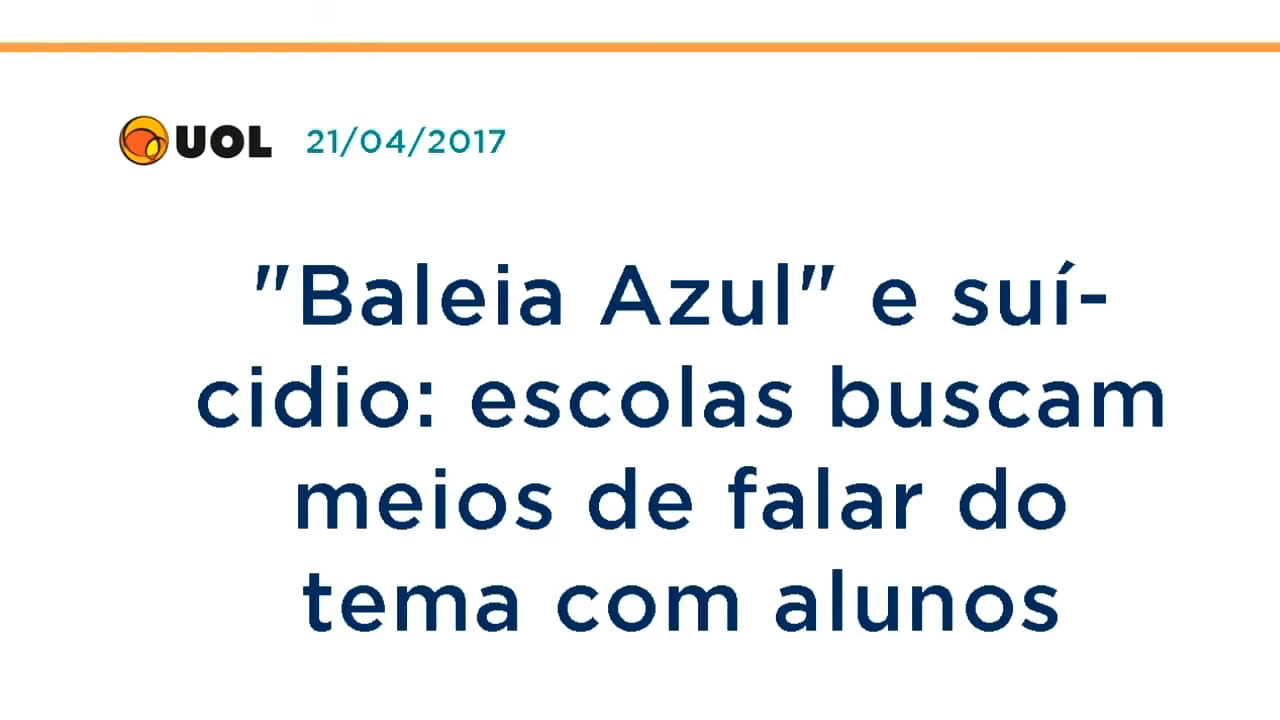 UOL 21/04/2017
"Baleia Azul" e suí-
cidio: escolas buscam
meios de falar do
tema com alunos